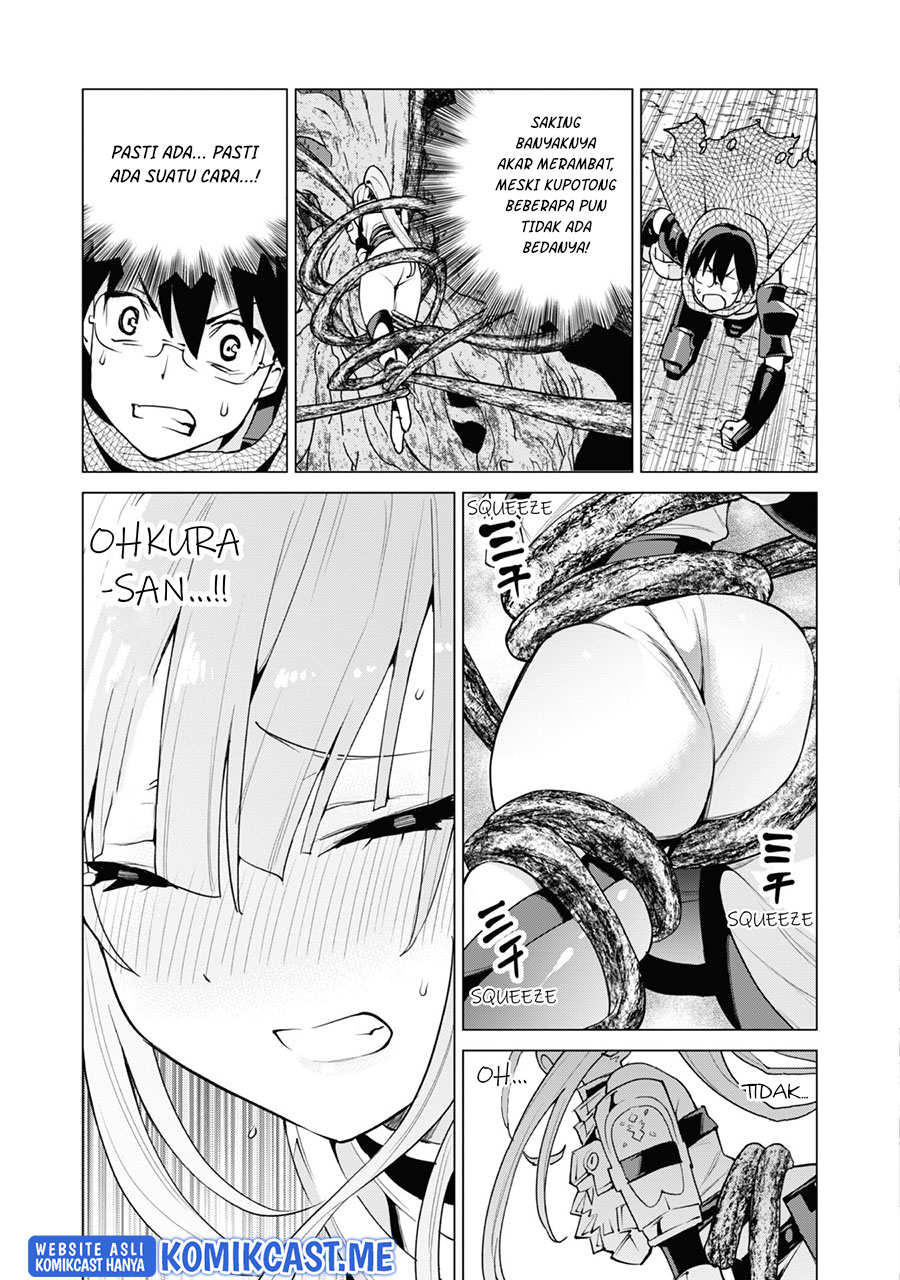 SAKING
BANYAKNYA
AKAR MERAMBAT,
MESKI KUPOTONG
BEBERAPA PUN
TIDAK ADA
BEDANYA!
PASTI ADA... PASTI
ADA SUATU CARA...!
SQUEEZE
ミチ
ミチ
SQUEEZE
ミチ
SQUEEZE
OHKURA
-SAN...!!
TIDAK...
OH...
WEBSITE ASLI
KOMIKCAST HANYA
KOMIKCAST.ME